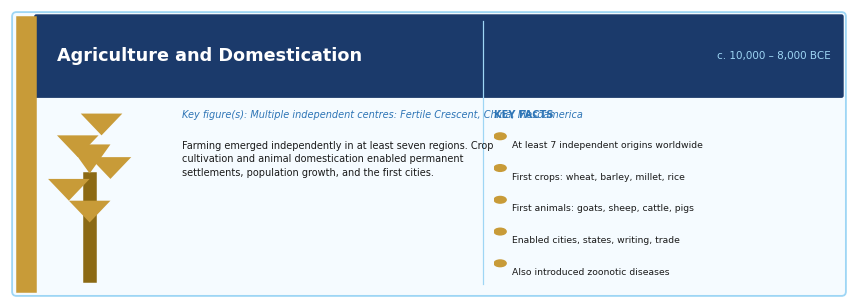 Agriculture and Domestication
c. 10,000 – 8,000 BCE
Key figure(s): Multiple independent centres: Fertile Crescent, China, Mesoamerica
Farming emerged independently in at least seven regions. Crop
cultivation and animal domestication enabled permanent
settlements, population growth, and the first cities.
KEY FACTS
At least 7 independent origins worldwide
First crops: wheat, barley, millet, rice
First animals: goats, sheep, cattle, pigs
Enabled cities, states, writing, trade
Also introduced zoonotic diseases